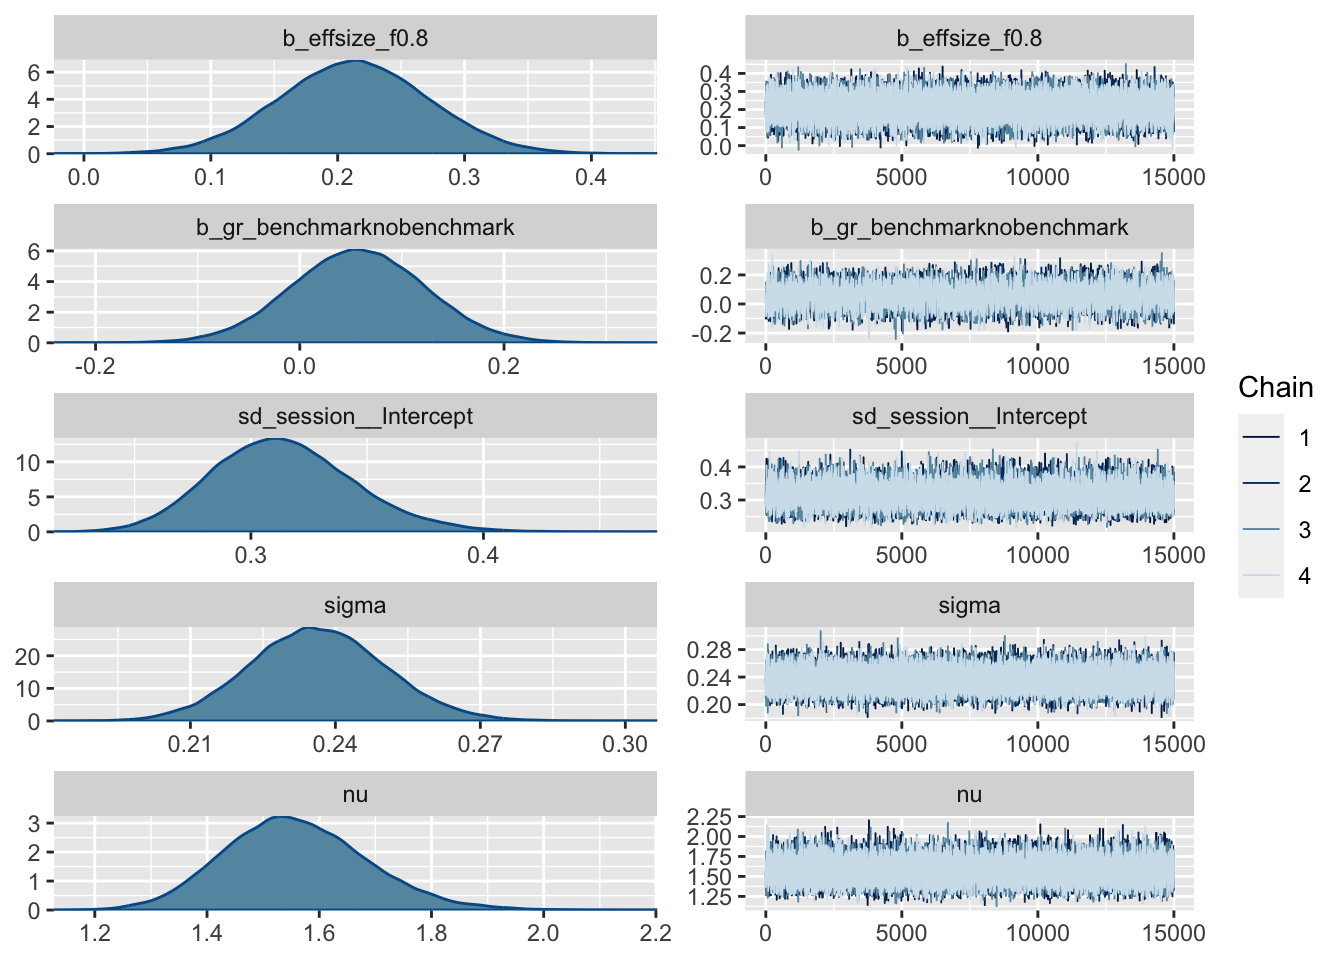 b_effsize_f0.8
6
4
2
0
0.0 0.1 0.2 0.3 0.4
b_effsize_f0.8
0.4
0.3
0.2
0.1
0.0
0 5000 10000 15000
b_gr_benchmarknobenchmark
6
4
2
0
-0.2 0.0 0.2
b_gr_benchmarknobenchmark
0.2
0.0
-0.2
0 5000 10000 15000
sd_session__Intercept
10
5
0
0.3 0.4
sd_session__Intercept
0.4
0.3
0 5000 10000 15000
sigma
20
10
0
0.21 0.24 0.27 0.30
sigma
0.28
0.24
0.20
0 5000 10000 15000
nu
3
2
1
0
1.2 1.4 1.6 1.8 2.0 2.2
nu
2.25
2.00
1.75
1.50
1.25
0 5000 10000 15000
Chain
1
2
3
4